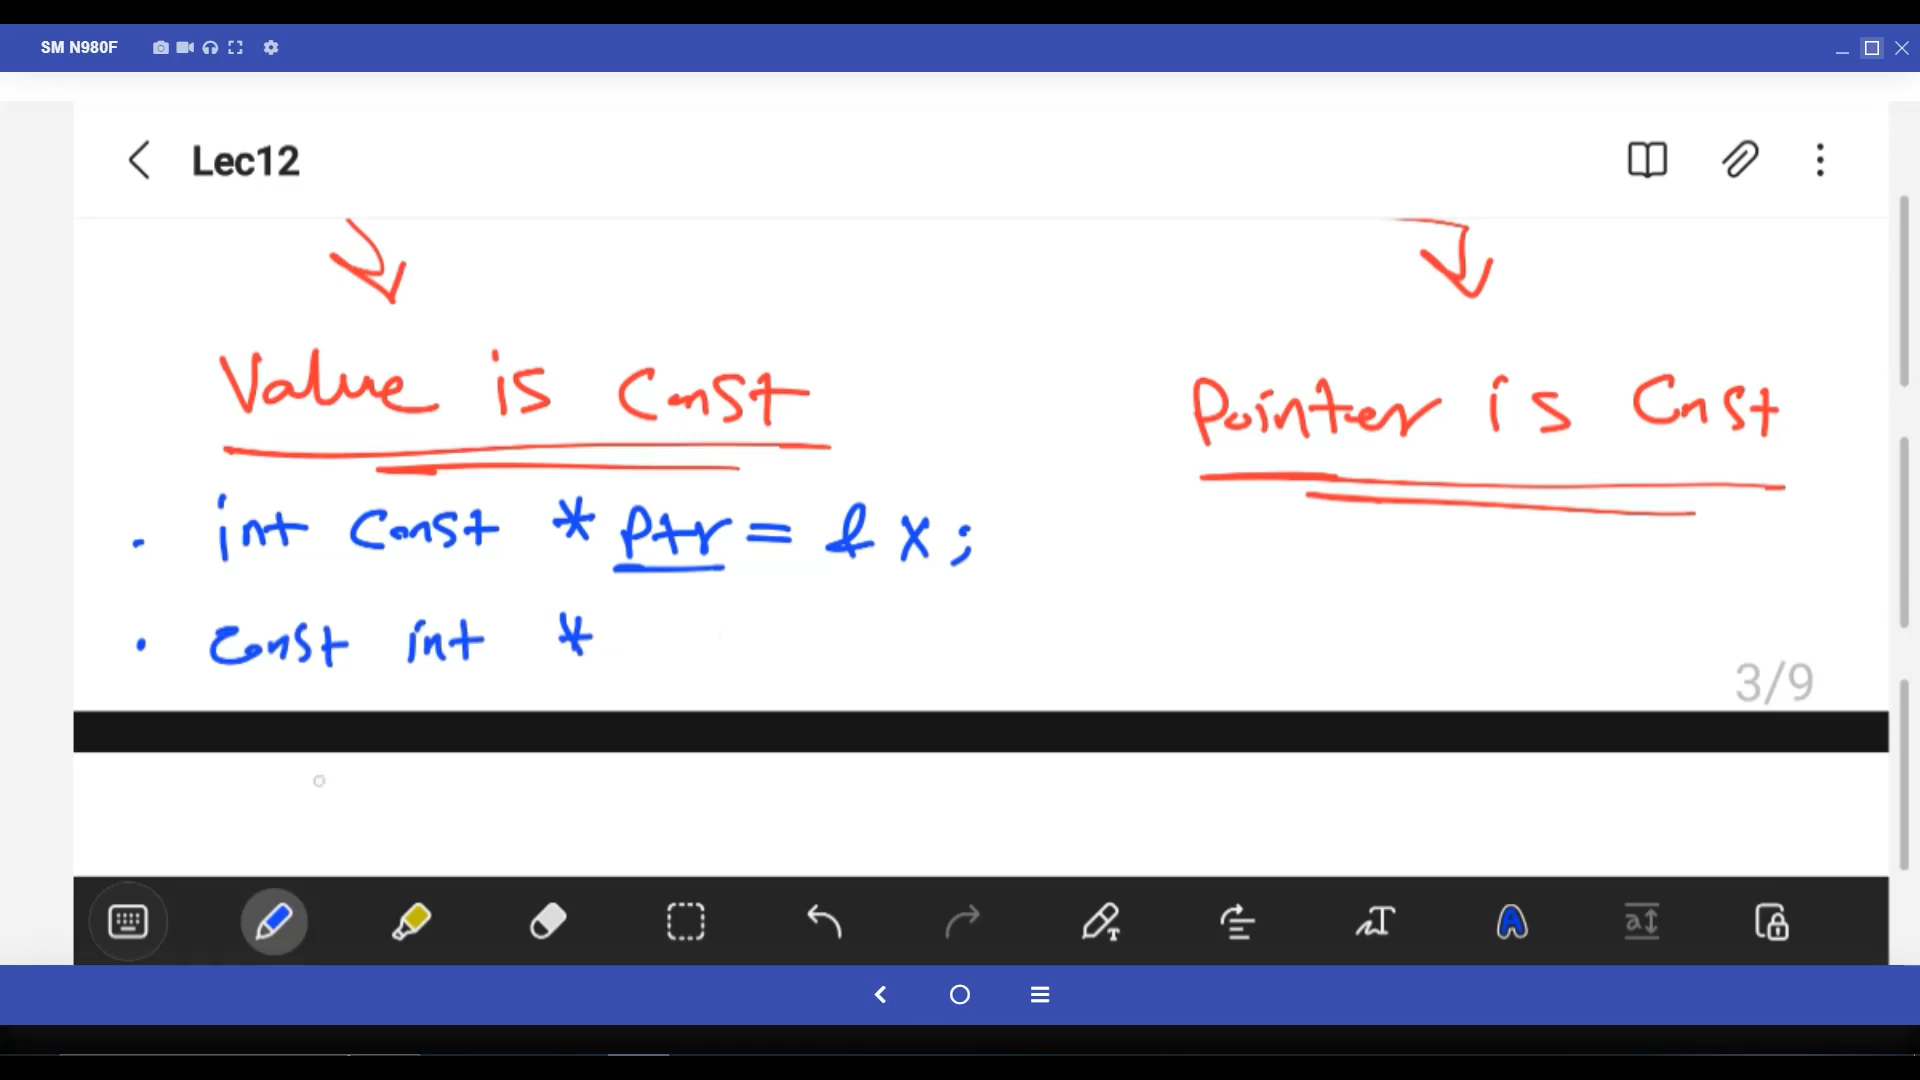 SM N980F
Lec12
Value is Const
Pointer is Const
. int Const * Ptr = & x;
. Const int *
3/9